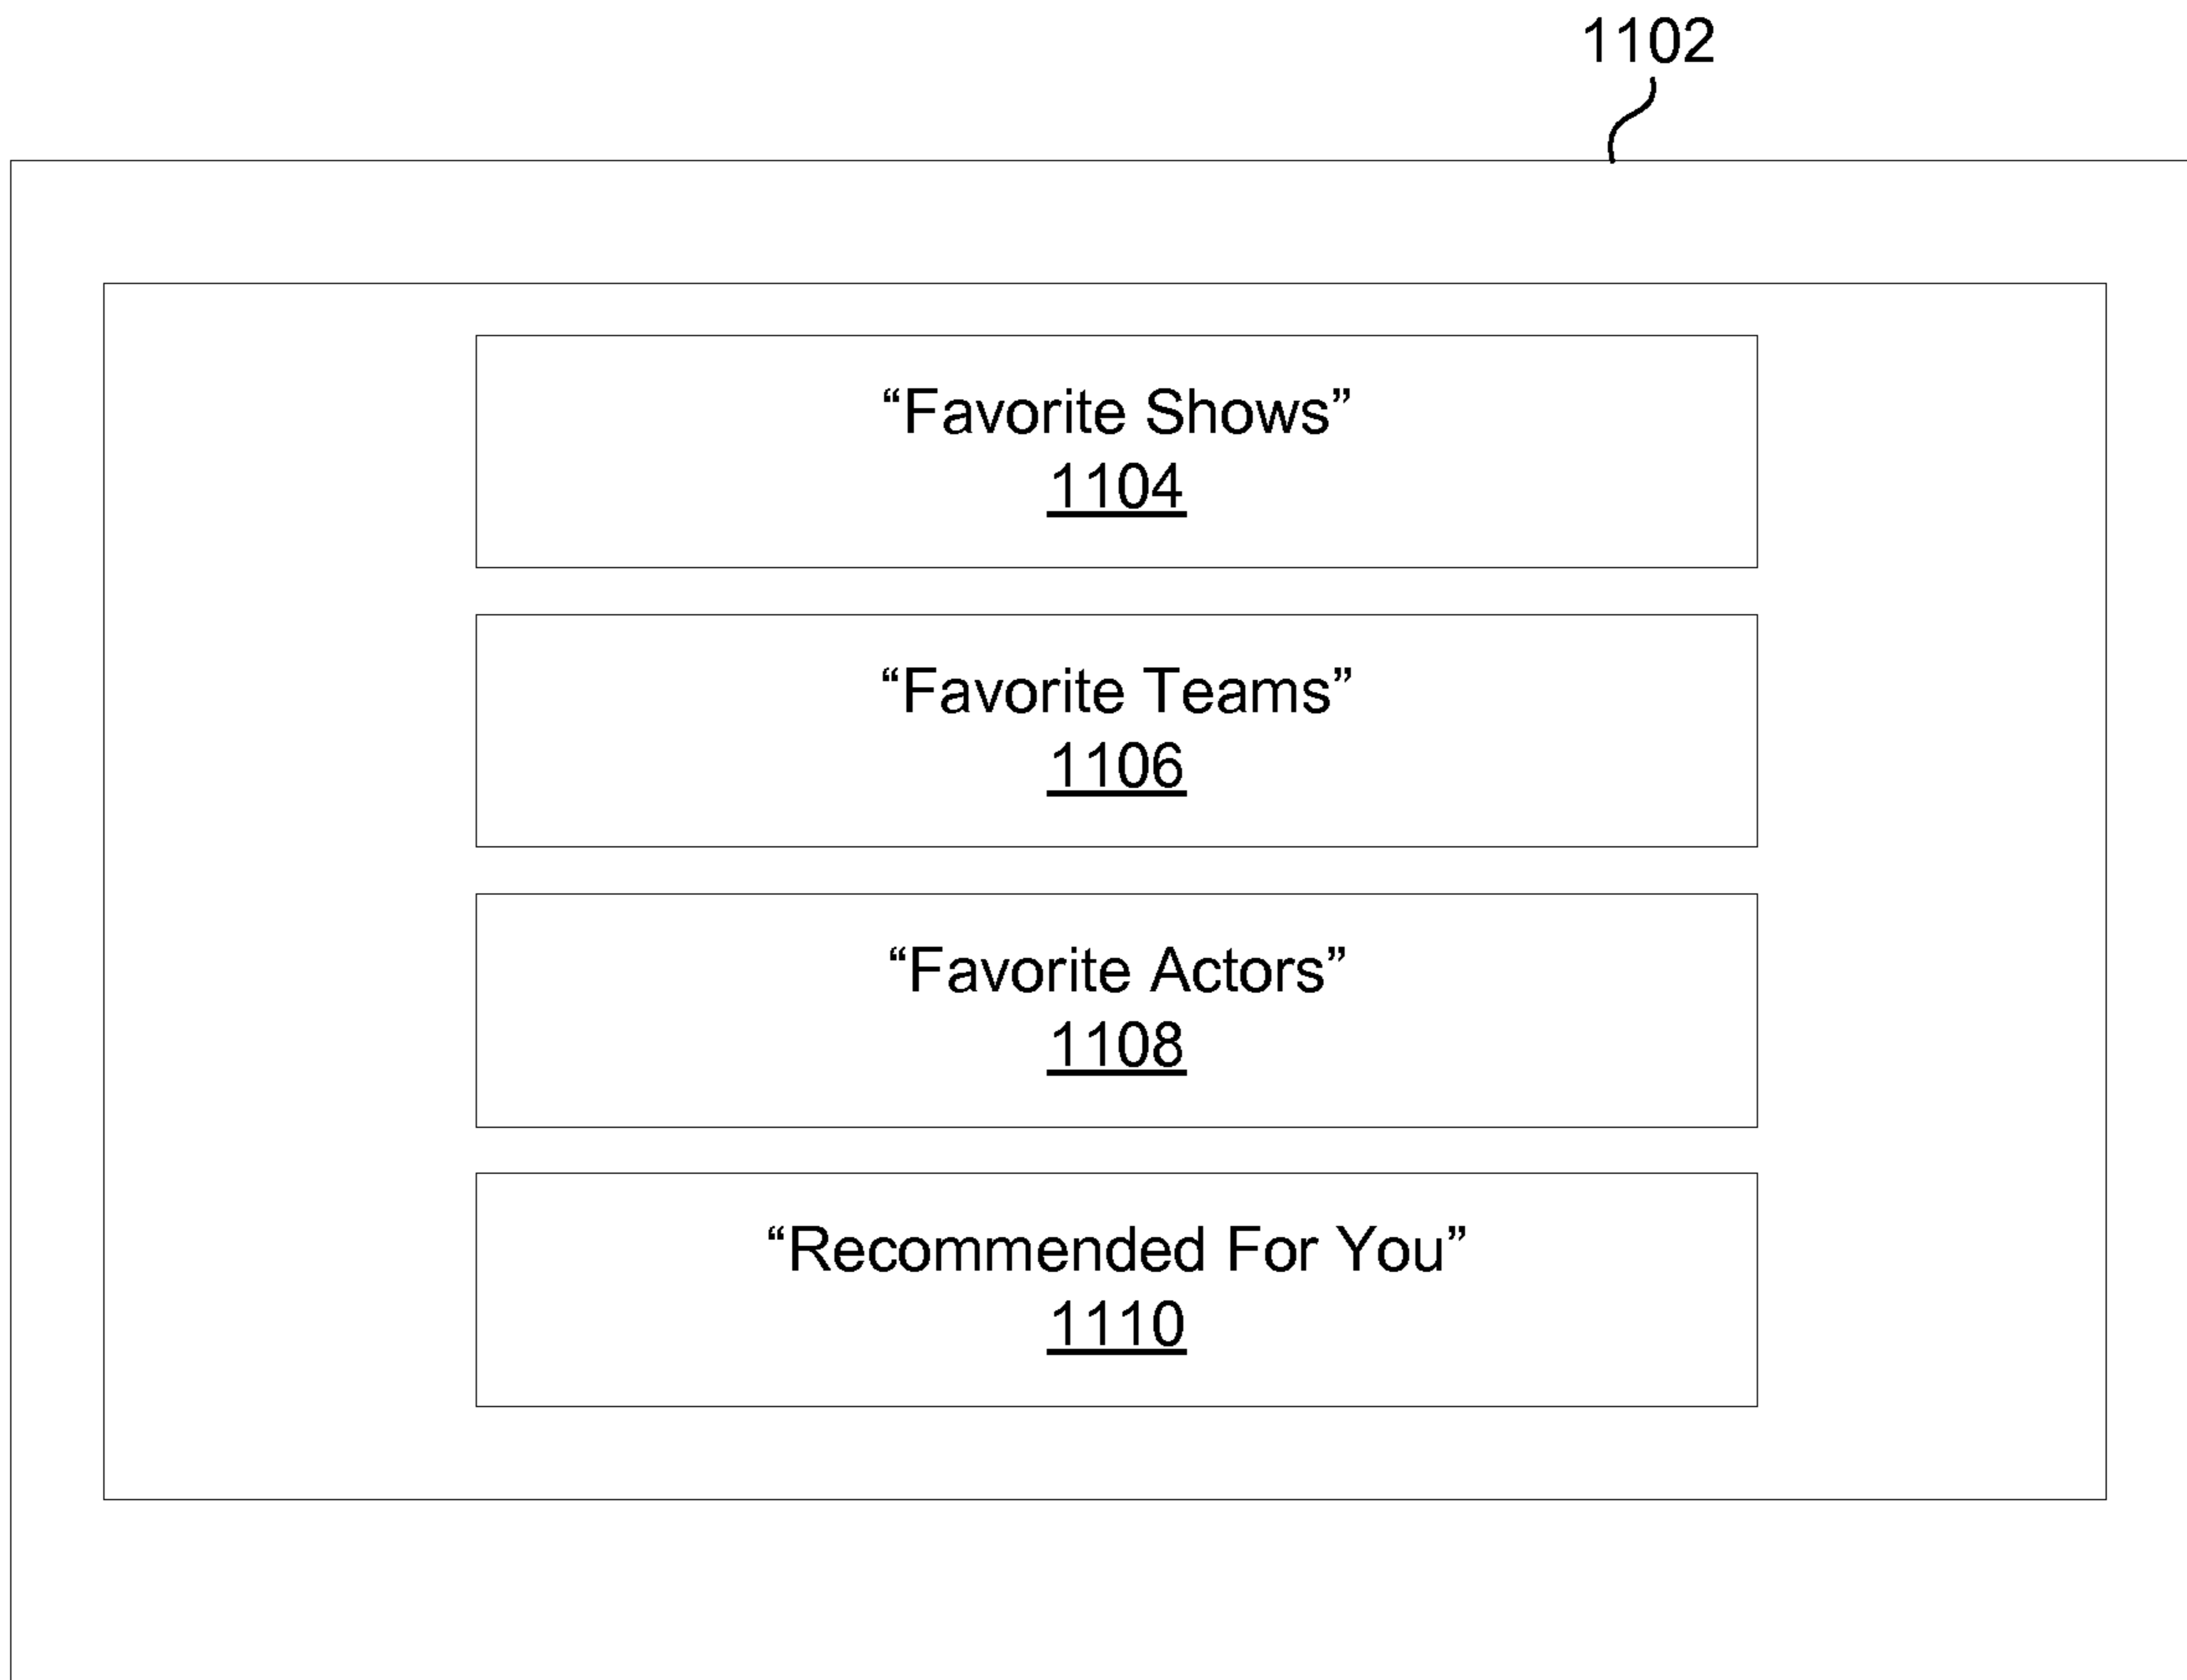 1102
“Favorite Shows”
1104
“Favorite Teams”
1106
“Favorite Actors”
1108
“Recommended For You”
1110